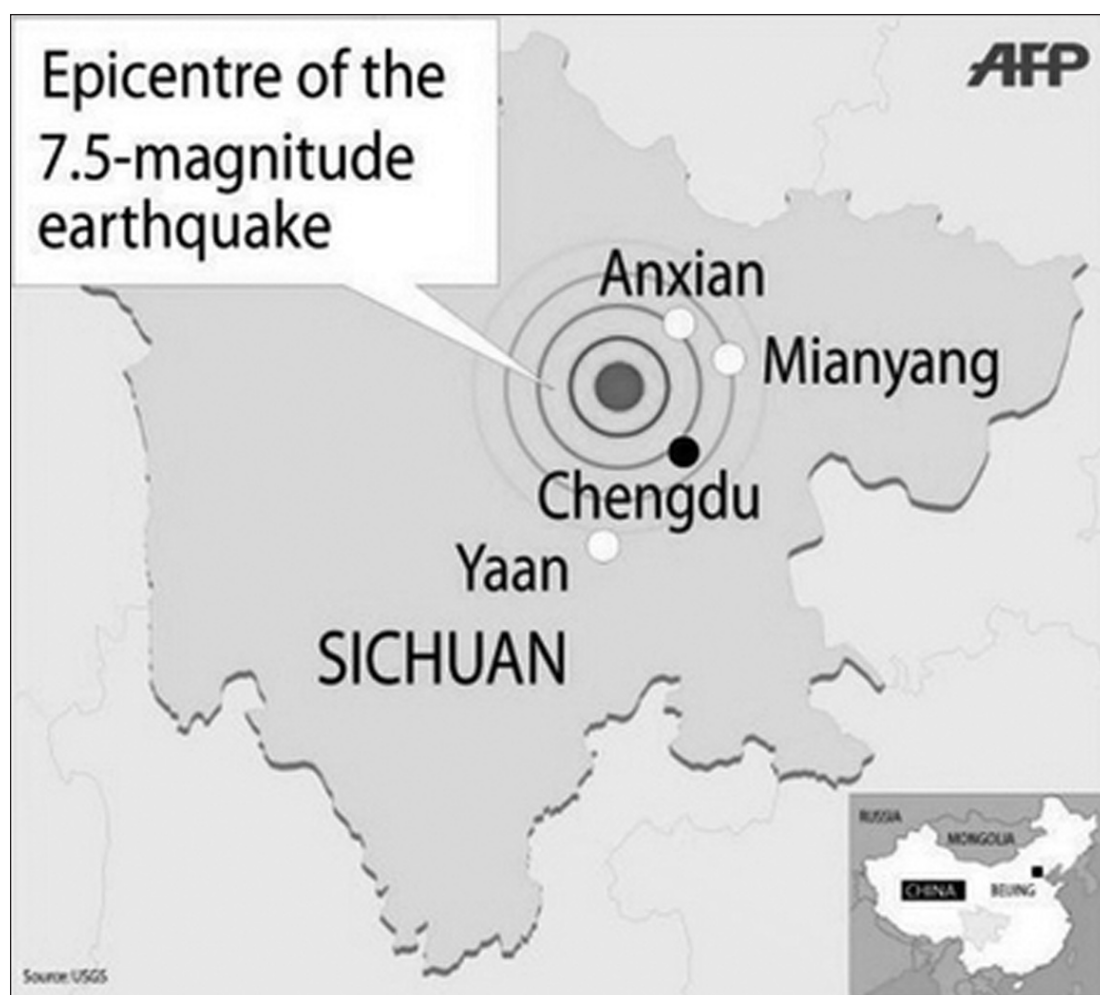 Epicentre of the
7.5-magnitude
earthquake
AFP
Anxian
Mianyang
Chengdu
Yaan
SICHUAN
RUSSIA
MONGOLIA
CHINA
BEIJING
Source: USGS